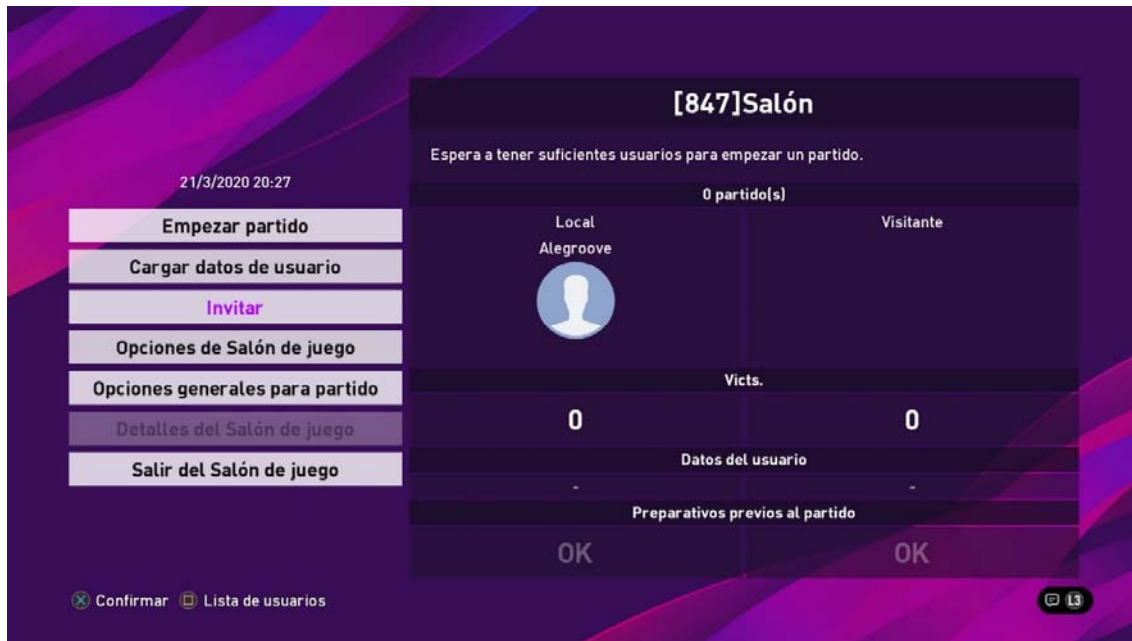 [847]Salón
Espera a tener suficientes usuarios para empezar un partido.
21/3/2020 20:27
Empezar partido
Cargar datos de usuario
Invitar
Opciones de Salón de juego
Opciones generales para partido
Detalles del Salón de juego
Salir del Salón de juego
0 partido(s)
Local
Visitante
Alegroove
Victs.
0
0
Datos del usuario
-
-
Preparativos previos al partido
OK
OK
Confirmar
Lista de usuarios
L3